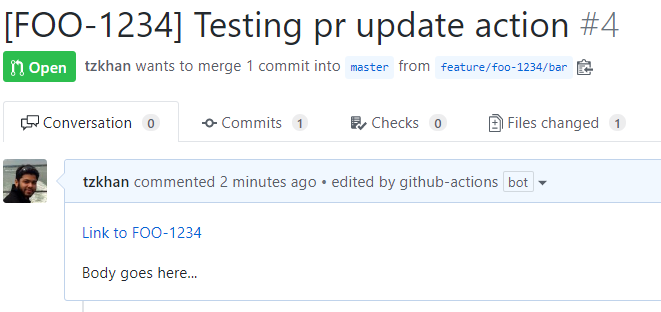 [FOO-1234] Testing pr update action #4
Open tzkhan wants to merge 1 commit into master from feature/foo-1234/bar
Conversation 0 Commits 1 Checks 0 Files changed 1
tzkhan commented 2 minutes ago • edited by github-actions bot
Link to FOO-1234
Body goes here...